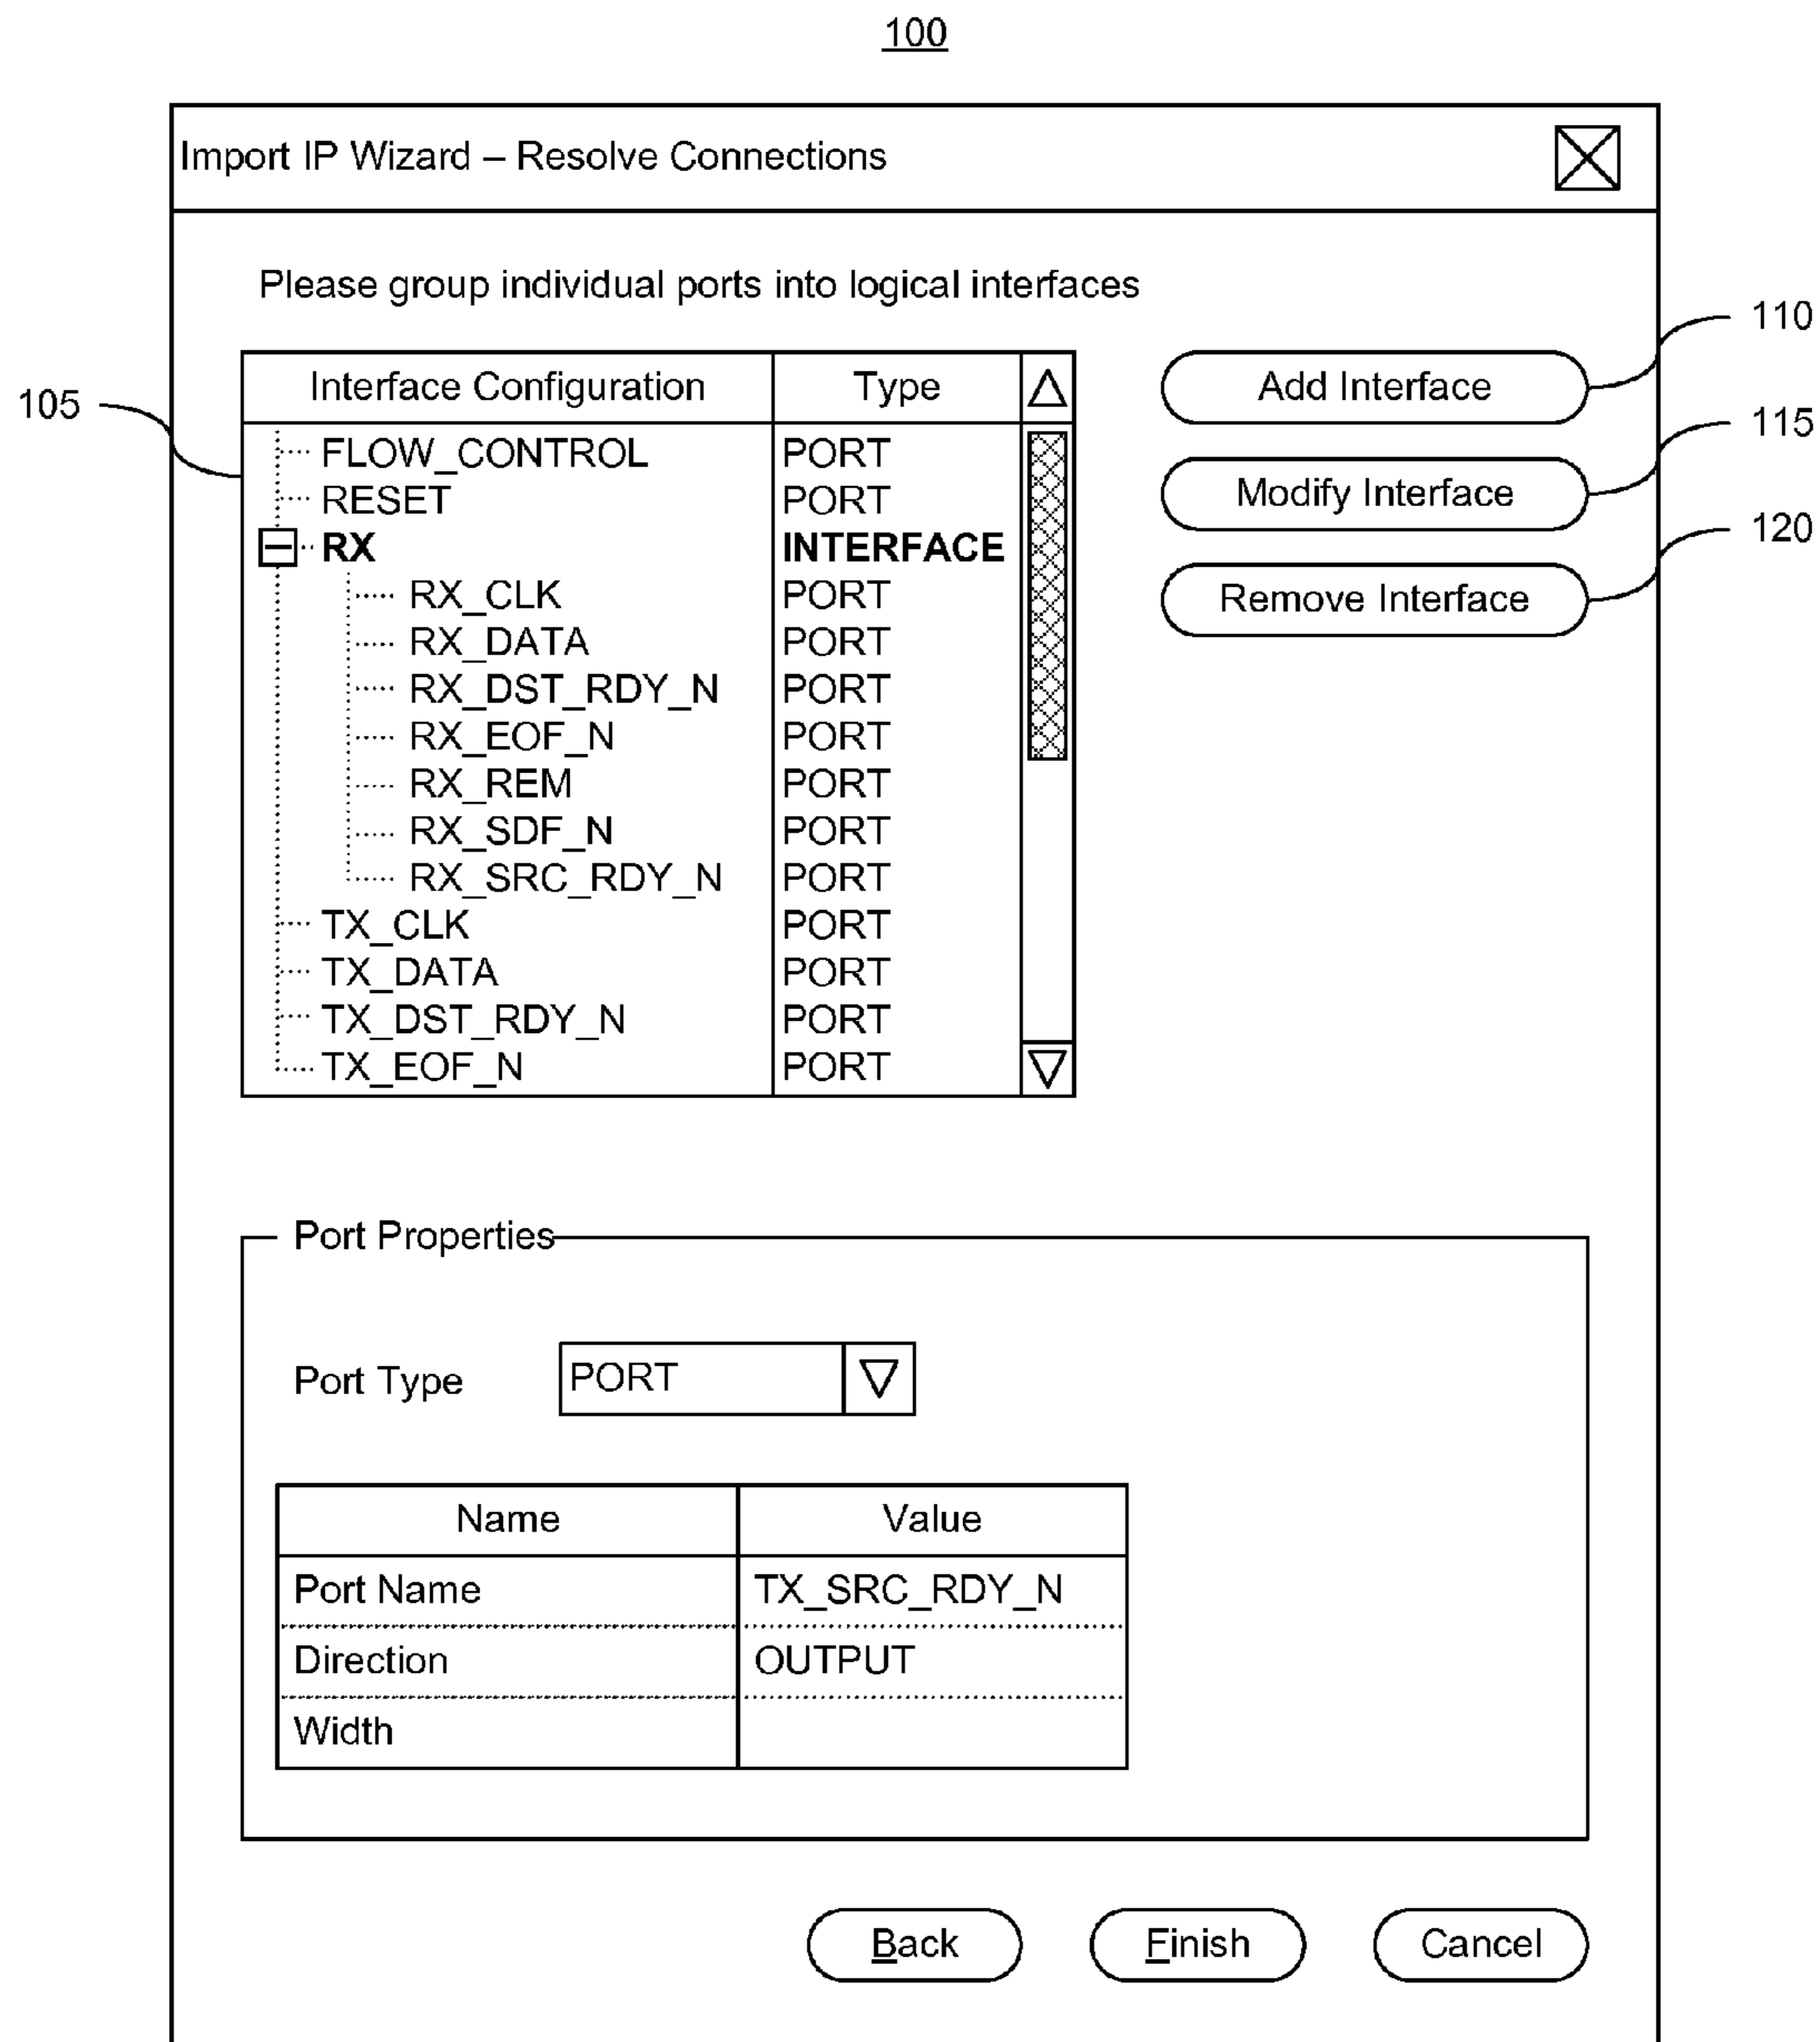 100
Import IP Wizard – Resolve Connections
Please group individual ports into logical interfaces
110
105
Interface Configuration Type
Add Interface
115
FLOW_CONTROL PORT
Modify Interface
RESET PORT
120
RX INTERFACE
RX_CLK PORT
Remove Interface
RX_DATA PORT
RX_DST_RDY_N PORT
RX_EOF_N PORT
RX_REM PORT
RX_SDF_N PORT
RX_SRC_RDY_N PORT
TX_CLK PORT
TX_DATA PORT
TX_DST_RDY_N PORT
TX_EOF_N PORT
Port Properties
Port Type PORT
Name Value
Port Name TX_SRC_RDY_N
Direction OUTPUT
Width
Back Finish Cancel